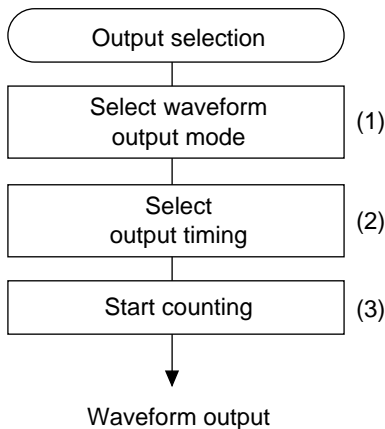 Output selection
Select waveform
output mode
(1)
Select
output timing
(2)
Start counting
(3)
Waveform output